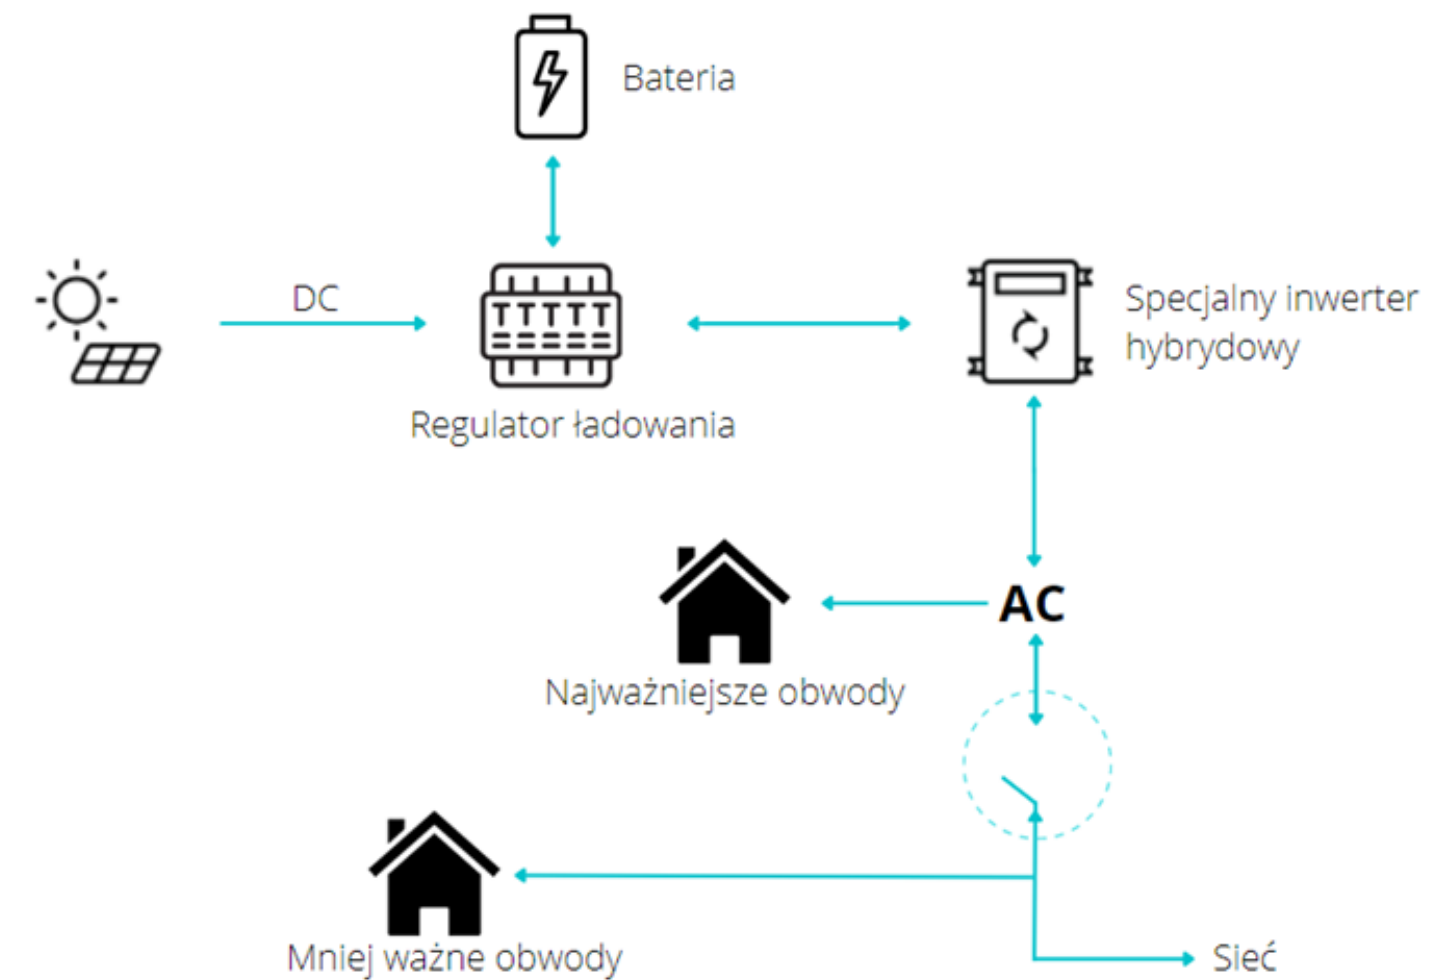 Bateria
DC
Specjalny inwerter
hybrydowy
Regulator ładowania
AC
Najważniejsze obwody
Mniej ważne obwody
Sieć